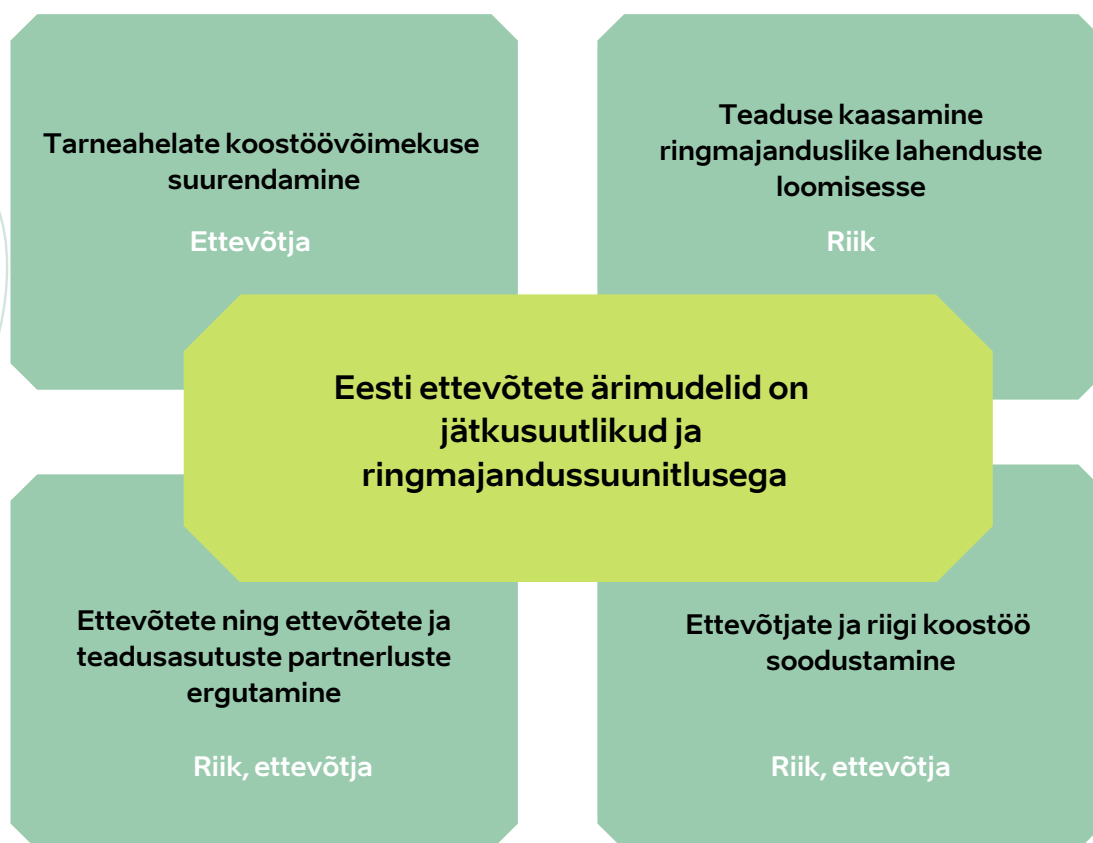 Tarneahelate koostöövõimekuse
suurendamine
Ettevõtja
Teaduse kaasamine
ringmajanduslike lahenduste
loomisesse
Riik
Eesti ettevõtete ärimudelid on
jätkusuutlikud ja
ringmajandussuunitlusega
Ettevõtete ning ettevõtete ja
teadusasutuste partnerluste
ergutamine
Riik, ettevõtja
Ettevõtjate ja riigi koostöö
soodustamine
Riik, ettevõtja